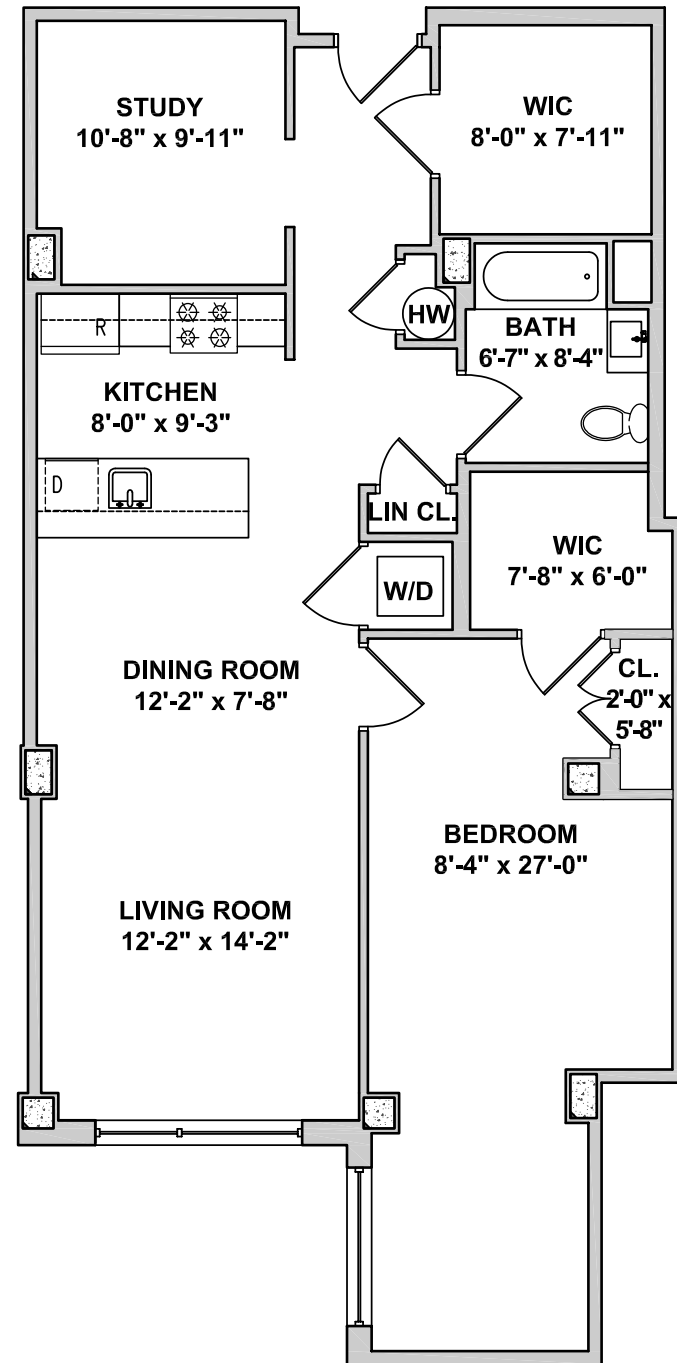 STUDY
10'-8" x 9'-11"
WIC
8'-0" x 7'-11"
HW
BATH
6'-7" x 8'-4"
R
KITCHEN
8'-0" x 9'-3"
D
LIN CL.
WIC
7'-8" x 6'-0"
W/D
DINING ROOM
12'-2" x 7'-8"
CL.
2'-0" x
5'-8"
BEDROOM
8'-4" x 27'-0"
LIVING ROOM
12'-2" x 14'-2"